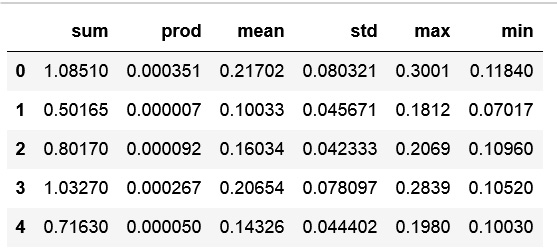 sum prod mean std max min
0 1.08510 0.000351 0.21702 0.080321 0.3001 0.11840
1 0.50165 0.000007 0.10033 0.045671 0.1812 0.07017
2 0.80170 0.000092 0.16034 0.042333 0.2069 0.10960
3 1.03270 0.000267 0.20654 0.078097 0.2839 0.10520
4 0.71630 0.000050 0.14326 0.044402 0.1980 0.10030